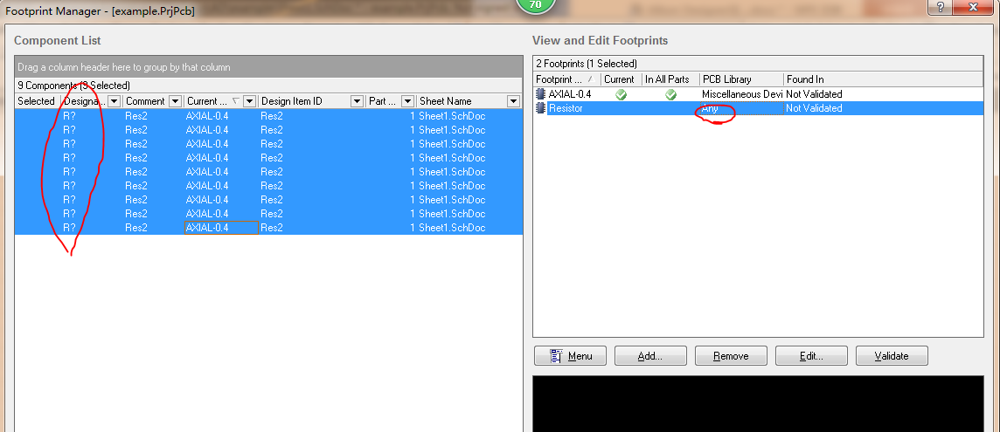 Footprint Manager - [example.PrjPcb]
70
?
Component List
Drag a column header here to group by that column
9 Components (9 Selected)
Selected Designa... Comment Current ... Design Item ID Part ... Sheet Name
R? Res2 AXIAL-0.4 Res2 1 Sheet1.SchDoc
R? Res2 AXIAL-0.4 Res2 1 Sheet1.SchDoc
R? Res2 AXIAL-0.4 Res2 1 Sheet1.SchDoc
R? Res2 AXIAL-0.4 Res2 1 Sheet1.SchDoc
R? Res2 AXIAL-0.4 Res2 1 Sheet1.SchDoc
R? Res2 AXIAL-0.4 Res2 1 Sheet1.SchDoc
R? Res2 AXIAL-0.4 Res2 1 Sheet1.SchDoc
R? Res2 AXIAL-0.4 Res2 1 Sheet1.SchDoc
R? Res2 AXIAL-0.4 Res2 1 Sheet1.SchDoc
View and Edit Footprints
2 Footprints (1 Selected)
Footprint ... Current In All Parts PCB Library Found In
AXIAL-0.4 Miscellaneous Devi Not Validated
Resistor Any Not Validated
Menu Add... Remove Edit... Validate